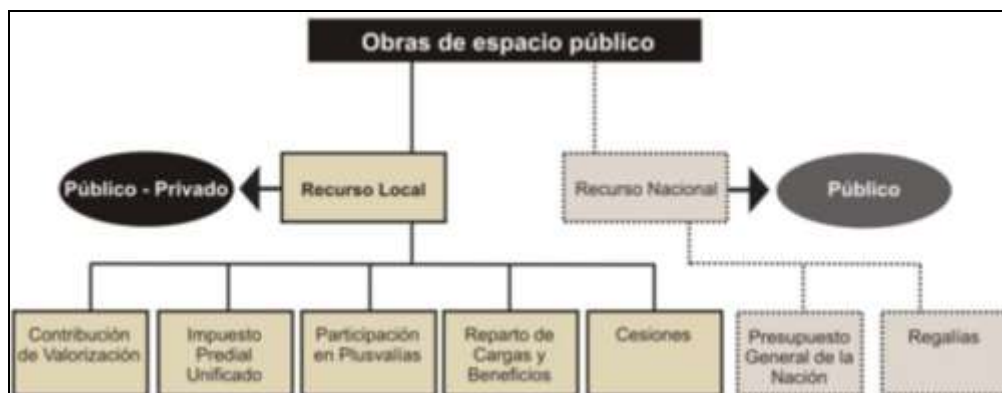 Obras de espacio público
Público - Privado
Recurso Local
Recurso Nacional
Público
Contribución
de Valorización
Impuesto
Predial
Unificado
Participación
en Plusvalías
Reparto de
Cargas y
Beneficios
Cesiones
Presupuesto
General de la
Nación
Regalías